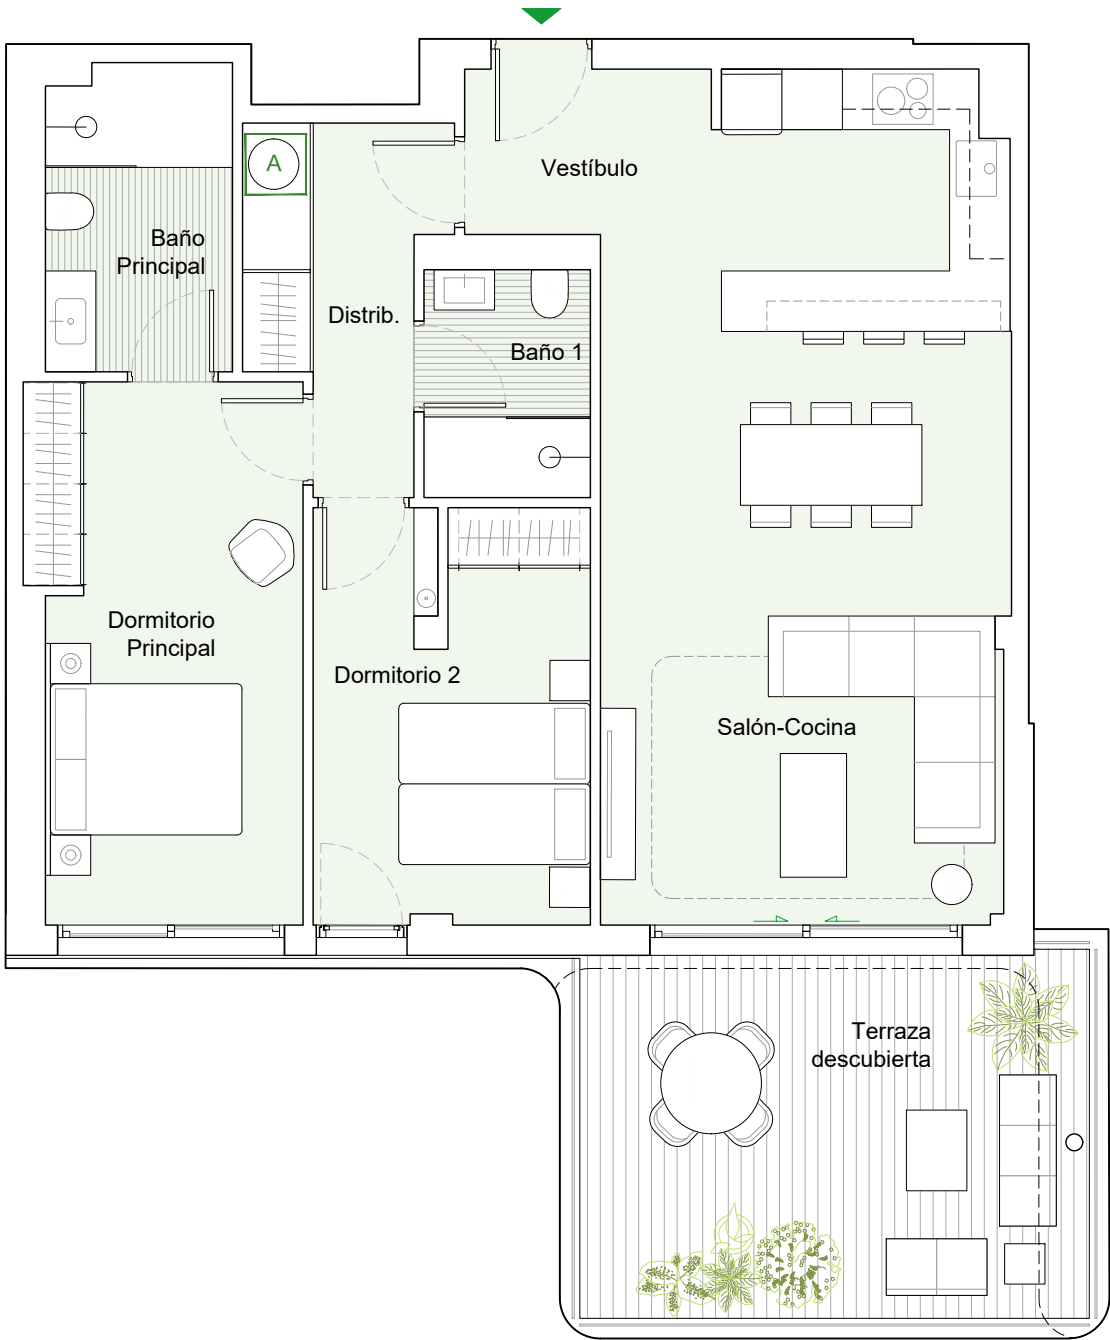 A
Vestíbulo
Baño
Principal
Distrib.
Baño 1
Dormitorio
Principal
Dormitorio 2
Salón-Cocina
Terraza
descubierta